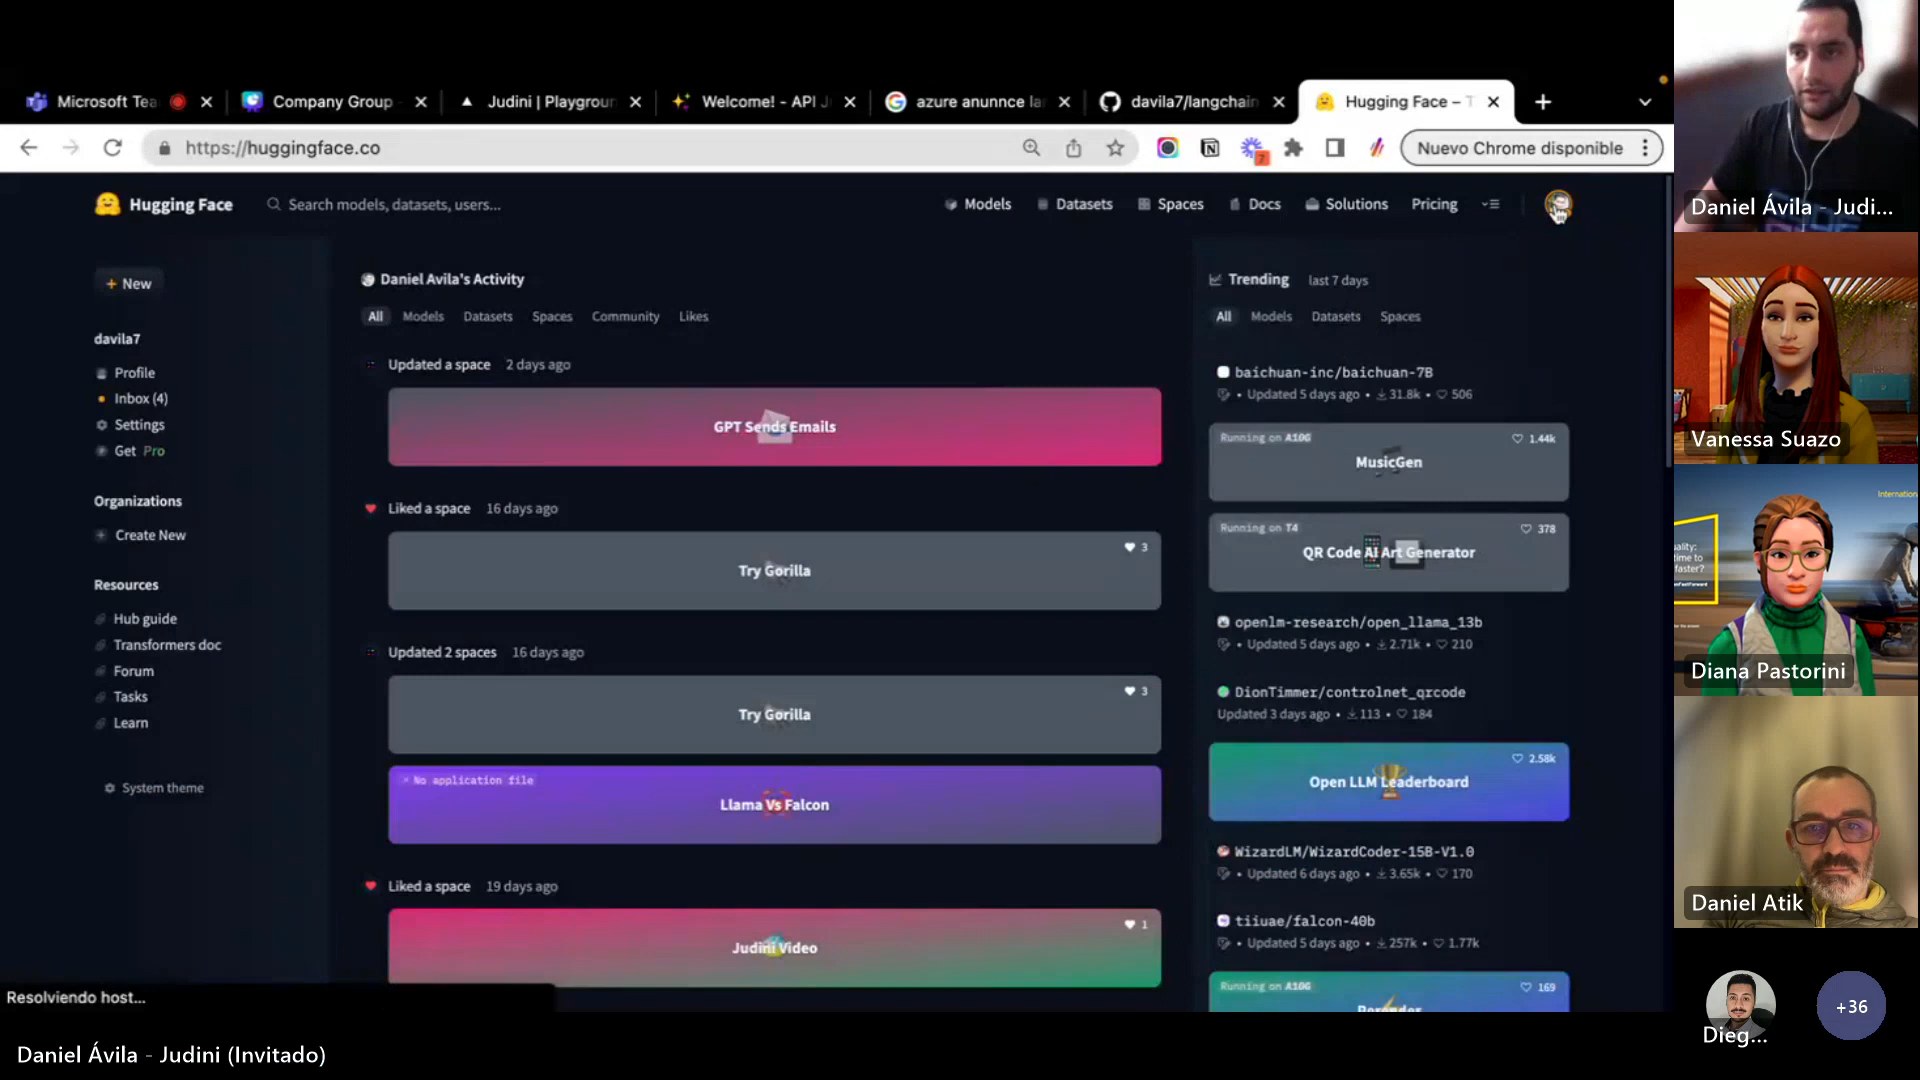 Microsoft Tea
Company Group
Judini | Playgroun
Welcome! - API J
azure anunnce la
davila7/langchain
Hugging Face – T
https://huggingface.co
7
Nuevo Chrome disponible
Hugging Face
Search models, datasets, users...
Models
Datasets
Spaces
Docs
Solutions
Pricing
+ New
davila7
Profile
Inbox (4)
Settings
Get Pro
Organizations
Create New
Resources
Hub guide
Transformers doc
Forum
Tasks
Learn
System theme
Daniel Avila's Activity
All Models Datasets Spaces Community Likes
Updated a space 2 days ago
GPT Sends Emails
Liked a space 16 days ago
3
Try Gorilla
Updated 2 spaces 16 days ago
3
Try Gorilla
No application file
Llama Vs Falcon
Liked a space 19 days ago
1
Judini Video
Trending last 7 days
All Models Datasets Spaces
baichuan-inc/baichuan-7B
• Updated 5 days ago • 31.8k • 506
Running on A10G 1.44k
MusicGen
Running on T4 378
QR Code AI Art Generator
openlm-research/open_llama_13b
• Updated 5 days ago • 2.71k • 210
DionTimmer/controlnet_qrcode
Updated 3 days ago • 113 • 184
2.58k
Open LLM Leaderboard
WizardLM/WizardCoder-15B-V1.0
• Updated 6 days ago • 3.65k • 170
tiiuae/falcon-40b
• Updated 5 days ago • 257k • 1.77k
Running on A10G 169
Resolviendo host...
Daniel Ávila - Judini (Invitado)
Daniel Ávila - Judi...
Vanessa Suazo
Internationa
ality:
time to
faster?
Diana Pastorini
Daniel Atik
Dieg...
+36